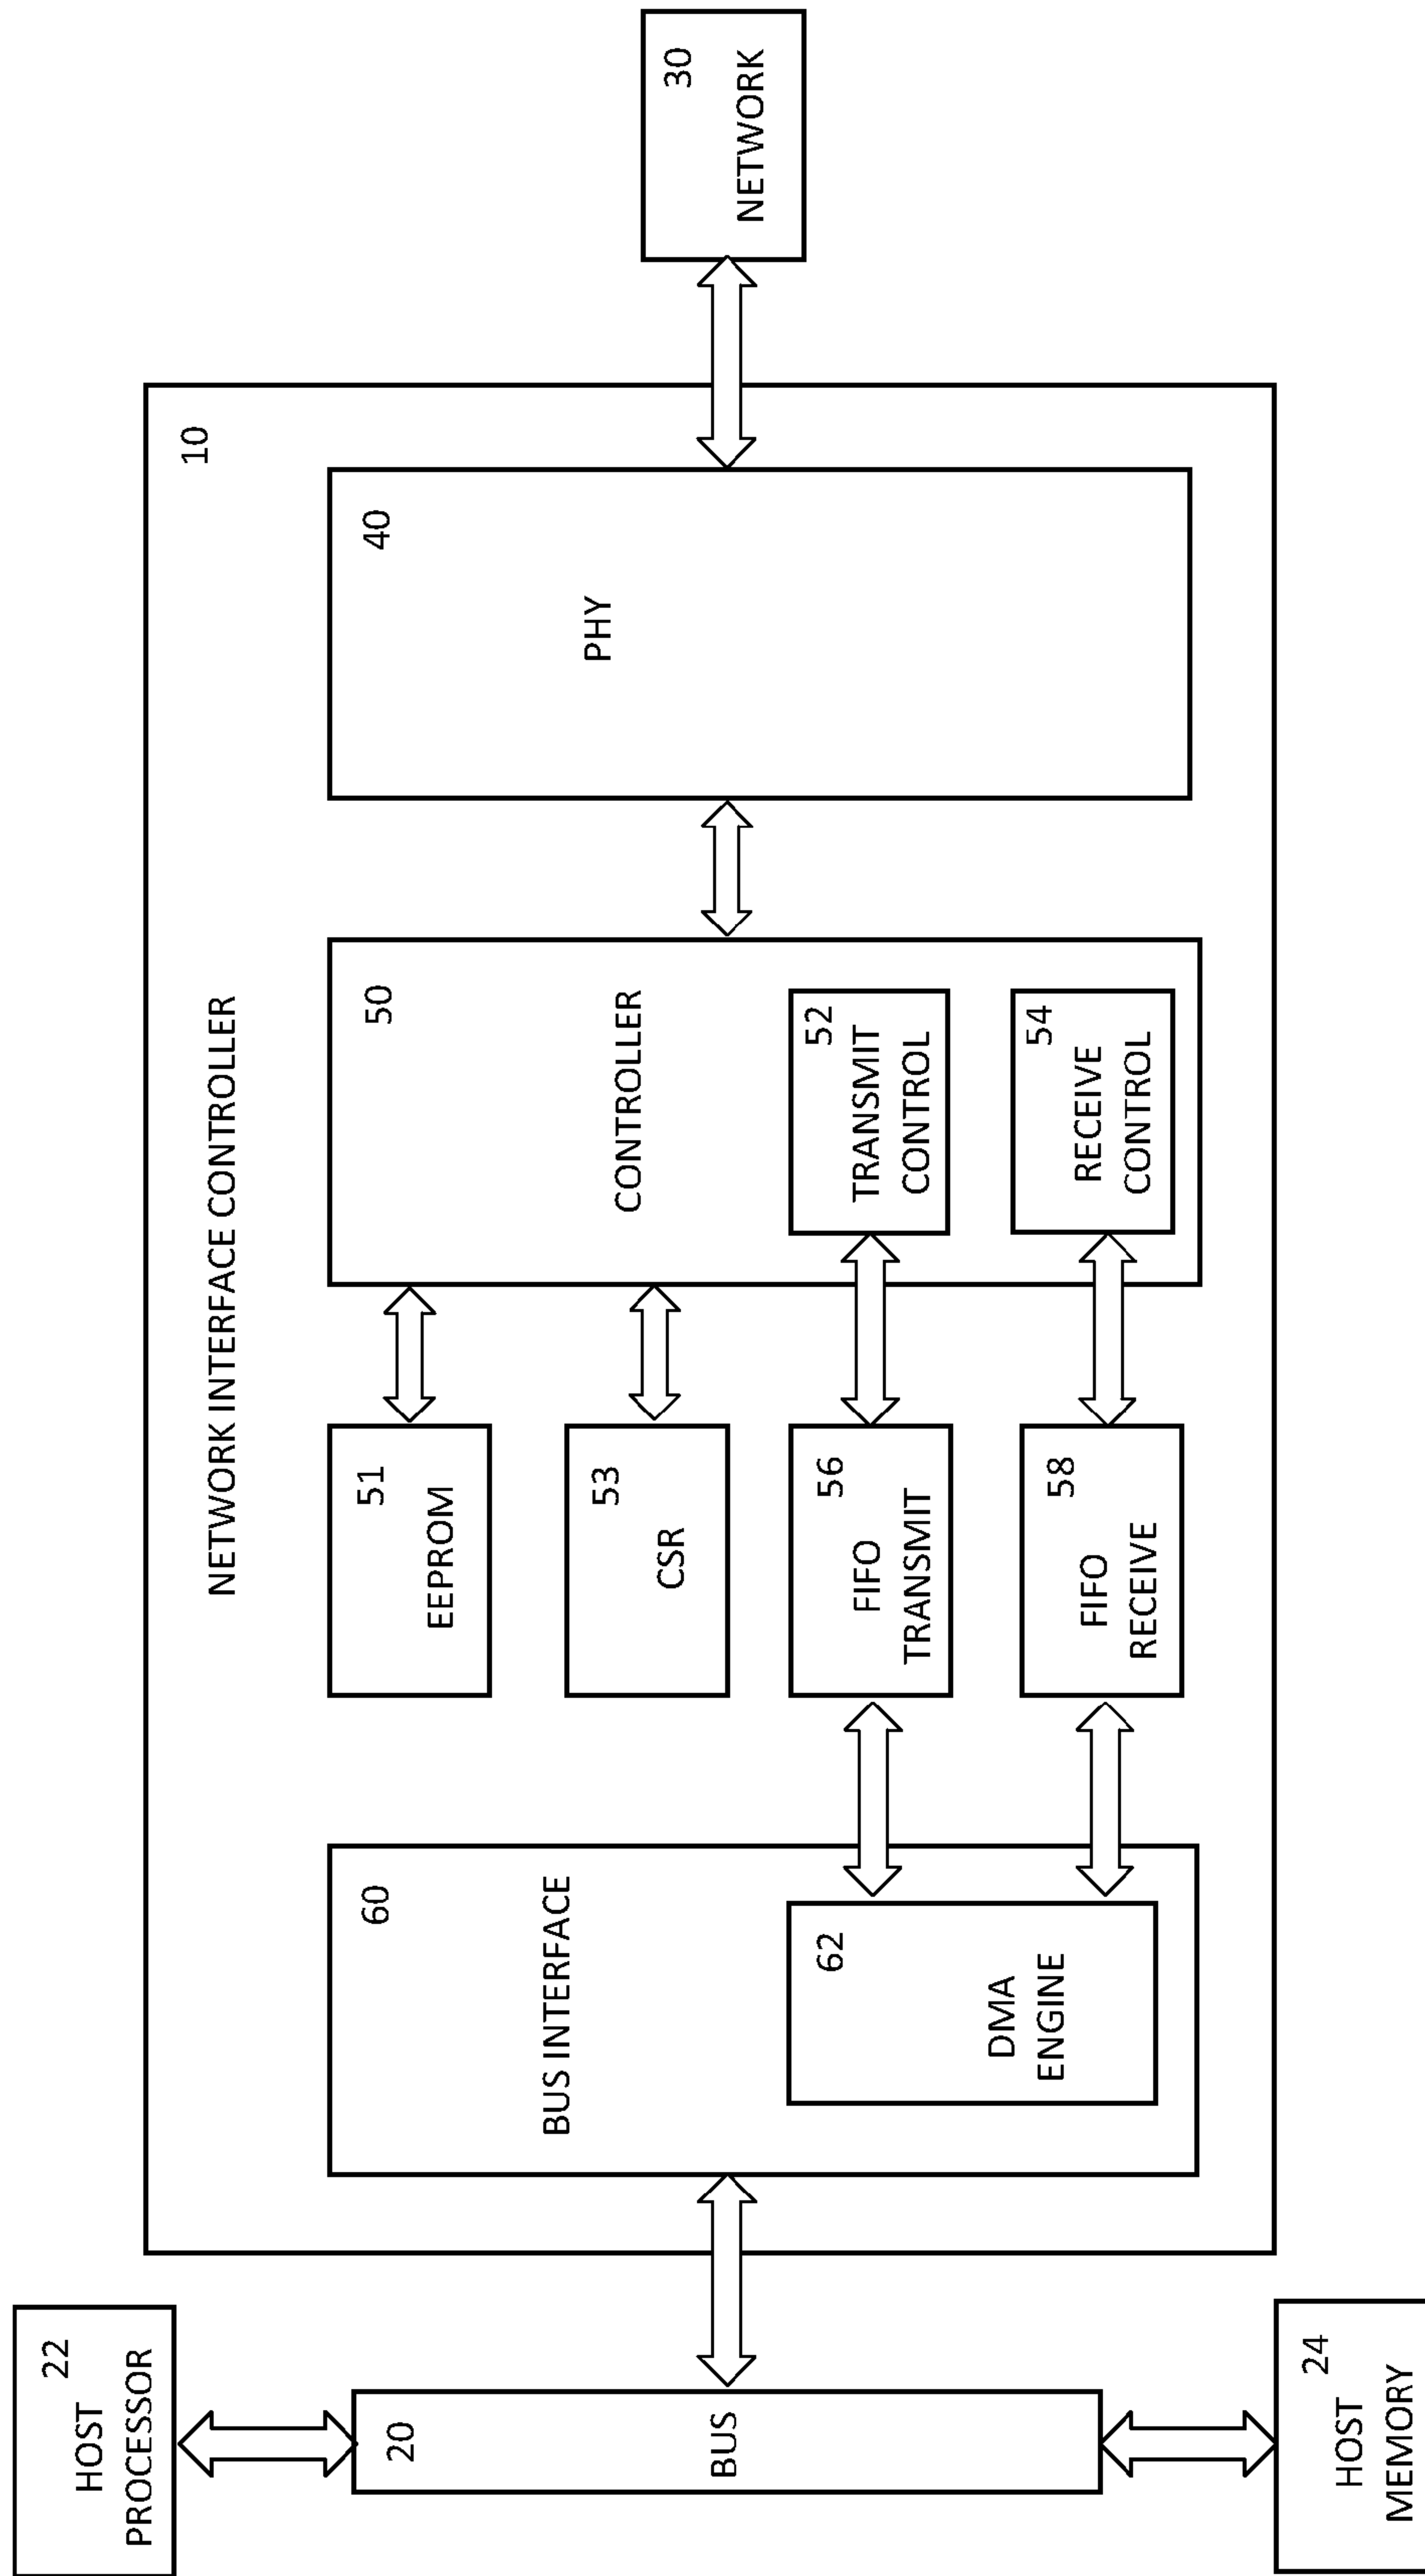 22
HOST
PROCESSOR
20
BUS
24
HOST
MEMORY
NETWORK INTERFACE CONTROLLER
10
60
BUS INTERFACE
62
DMA
ENGINE
51
EEPROM
53
CSR
56
FIFO
TRANSMIT
58
FIFO
RECEIVE
50
CONTROLLER
52
TRANSMIT
CONTROL
54
RECEIVE
CONTROL
40
PHY
30
NETWORK